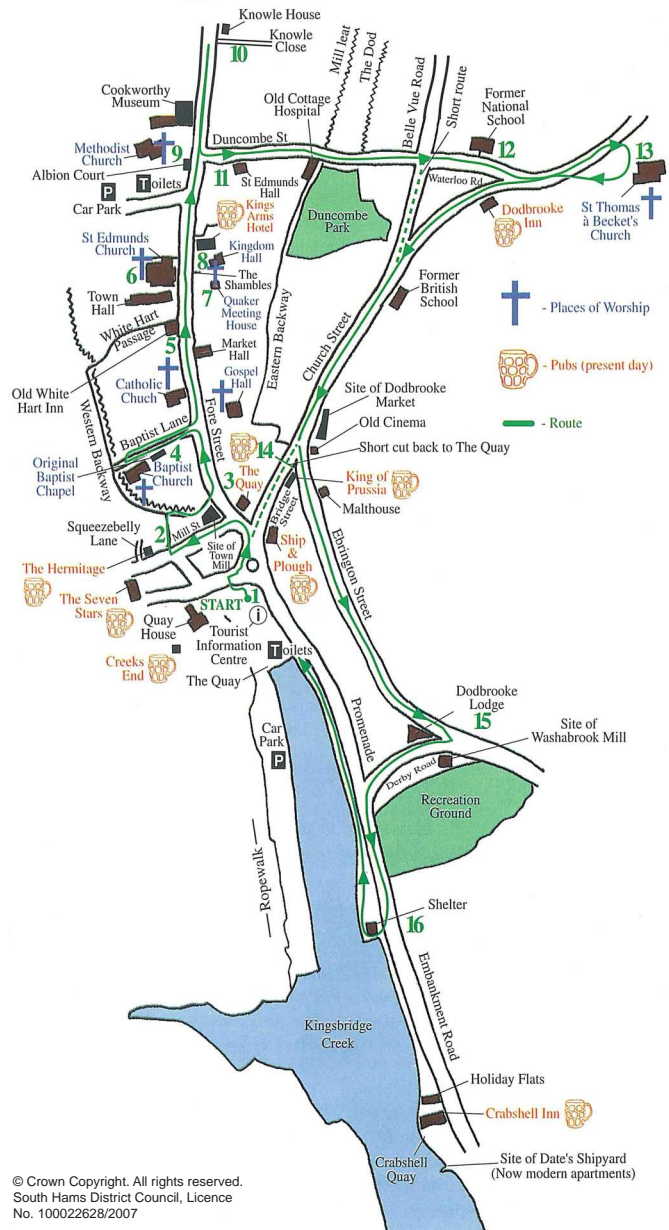 Knowle House
Knowle
Close
10
Mill leat
The Dod
Belle Vue Road
Short route
Cookworthy
Museum
Old Cottage
Hospital
Former
National
School
12
13
Duncombe St
Methodist
Church
9
Albion Court
11
St Edmunds
Hall
Waterloo Rd
P
Toilets
Car Park
Kings
Arms
Hotel
Duncombe
Park
Dodbrooke
Inn
St Thomas
à Becket's
Church
St Edmunds
Church
6
8
Kingdom
Hall
The
Shambles
7
Quaker
Meeting
House
Former
British
School
Town
Hall
White Hart
Passage
5
Market
Hall
Eastern Backway
Church Street
- Places of Worship
- Pubs (present day)
- Route
Old White
Hart Inn
Catholic
Chuch
Gospel
Hall
Fore Street
Site of Dodbrooke
Market
Old Cinema
Short cut back to The Quay
Western Backway
Baptist Lane
4
Original
Baptist
Chapel
Baptist
Church
14
3
The
Quay
Bridge
Street
King of
Prussia
Malthouse
Squeezebelly
Lane
2
Mill St
Site of
Town
Mill
Ship
&
Plough
Ebrington Street
The Hermitage
The Seven
Stars
START
1
i
Quay
House
Tourist
Information
Centre
Toilets
Creeks
End
The Quay
Car
Park
P
Promenade
Dodbrooke
Lodge
15
Site of
Washabrook Mill
Derby Road
Recreation
Ground
Ropewalk
Shelter
16
Embankment Road
Kingsbridge
Creek
Holiday Flats
Crabshell Inn
Crabshell
Quay
Site of Date's Shipyard
(Now modern apartments)
© Crown Copyright. All rights reserved.
South Hams District Council, Licence
No. 100022628/2007